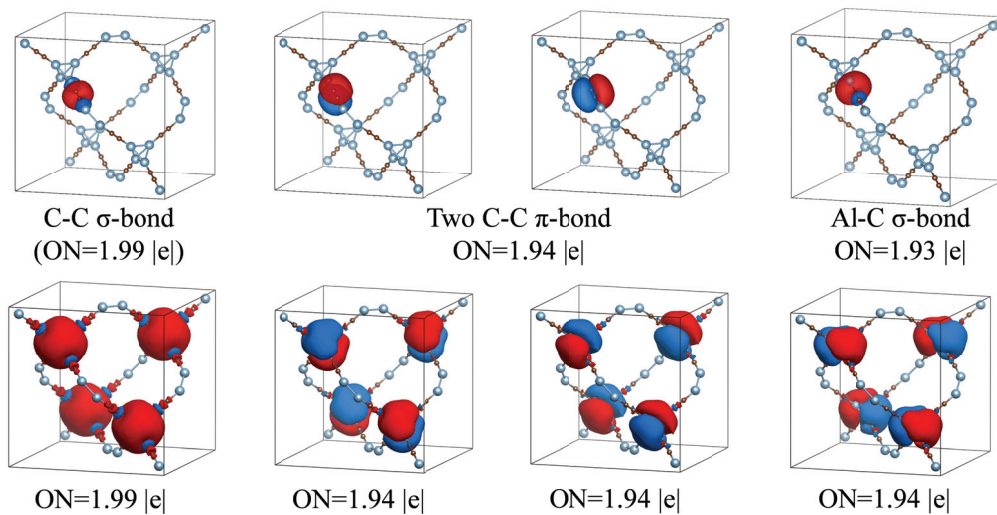 C-C σ-bond
(ON=1.99 |e|)
Two C-C π-bond
ON=1.94 |e|
Al-C σ-bond
ON=1.93 |e|
ON=1.99 |e|
ON=1.94 |e|
ON=1.94 |e|
ON=1.94 |e|